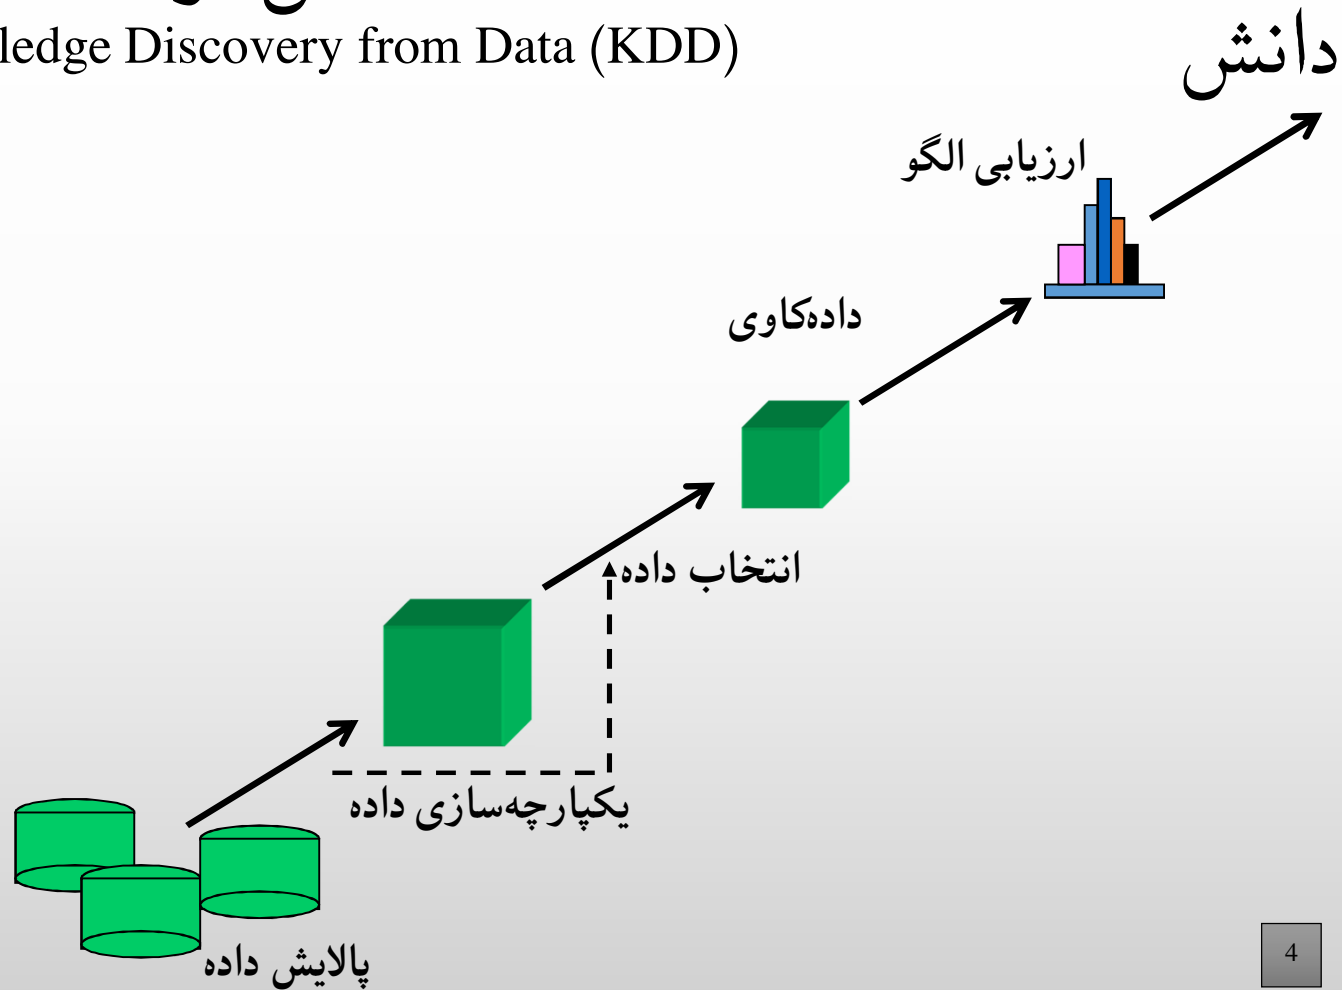 ledge Discovery from Data (KDD)
دانش
ارزیابی الگو
داده‌کاوی
انتخاب داده
یکپارچه‌سازی داده
پالایش داده
4